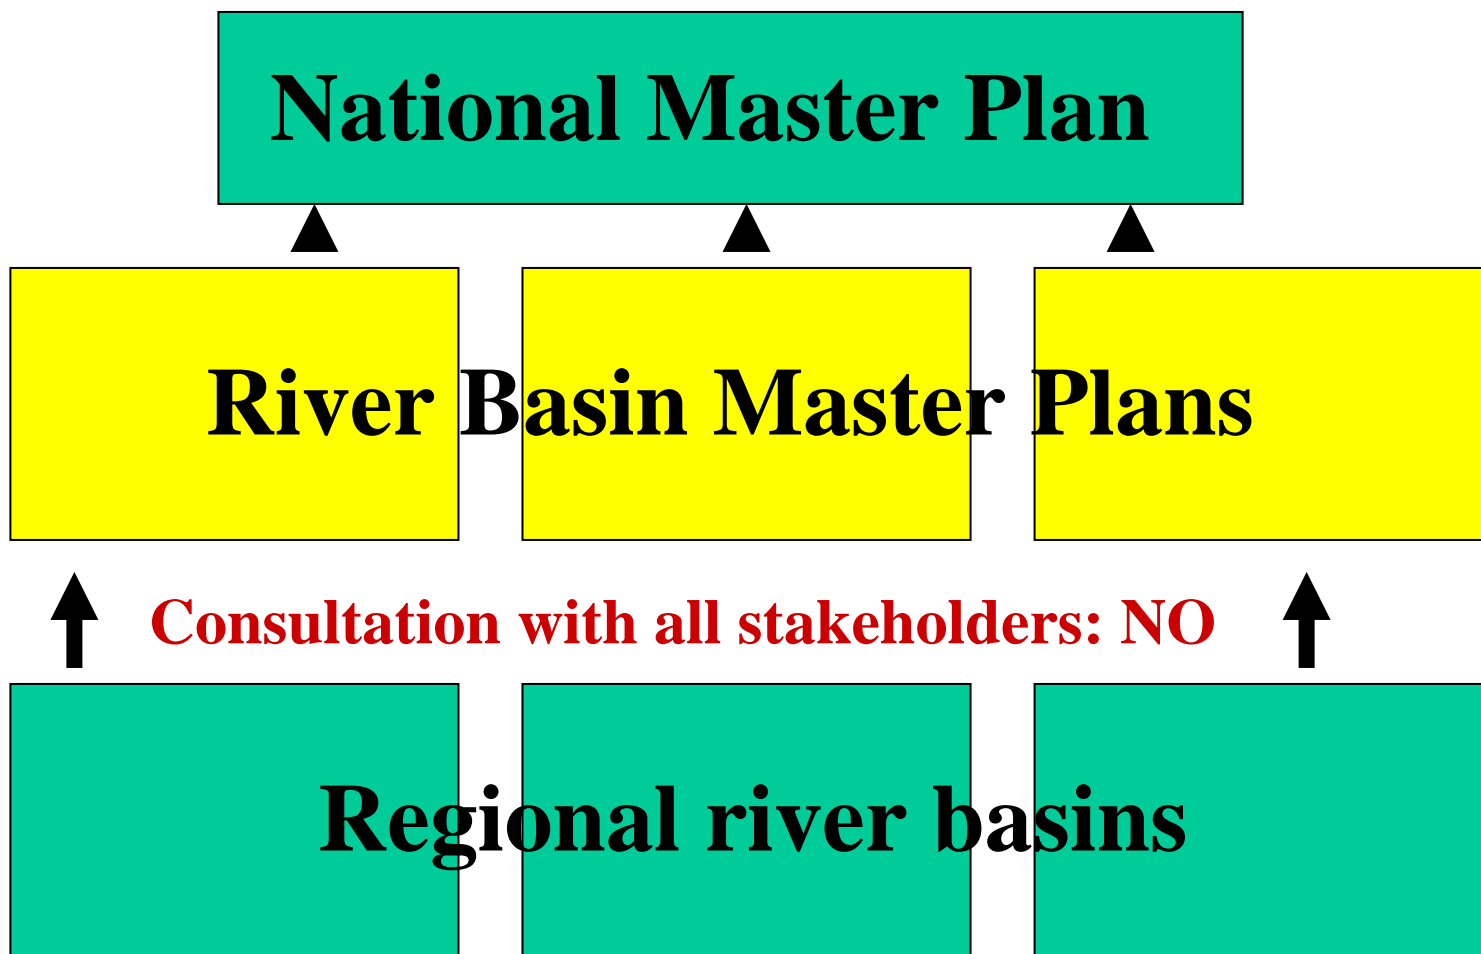 National Master Plan
River Basin Master Plans
Consultation with all stakeholders: NO
Regional river basins